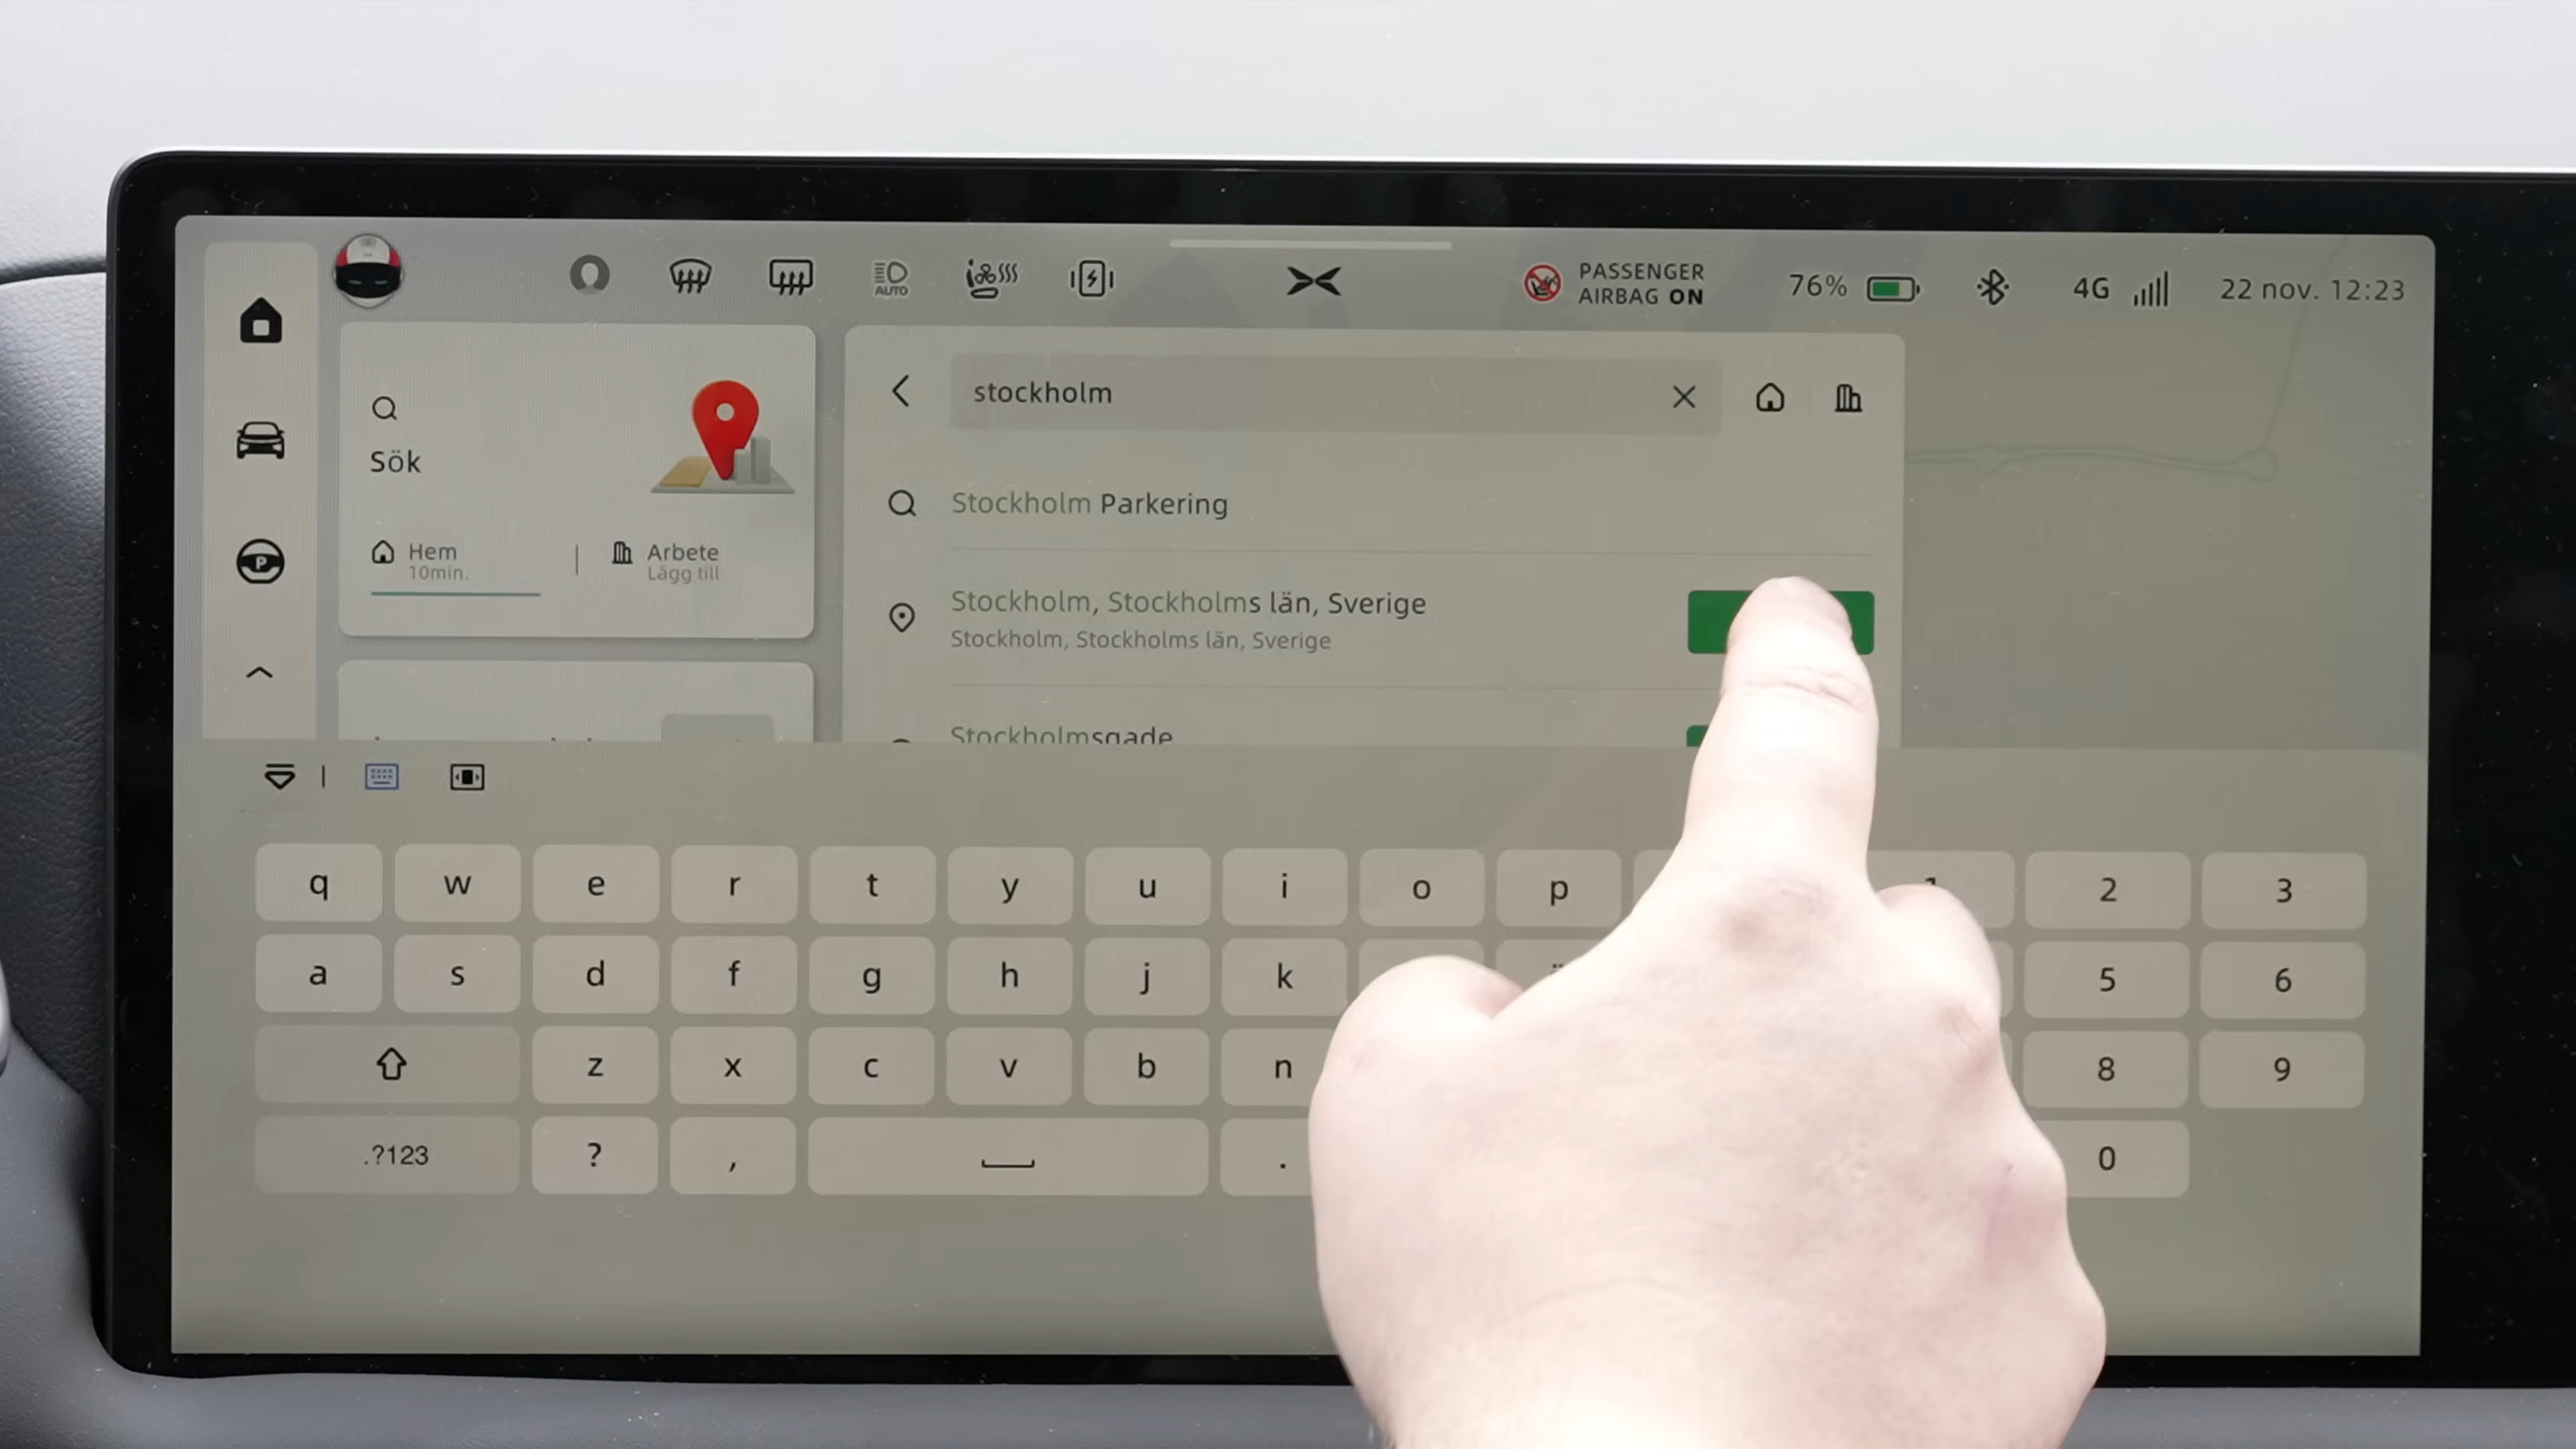 AUTO
PASSENGER
AIRBAG ON
76%
4G
22 nov. 12:23
Sök
Hem
10min.
Arbete
Lägg till
stockholm
Stockholm Parkering
Stockholm, Stockholms län, Sverige
Stockholm, Stockholms län, Sverige
Stockholmsgade
q w e r t y u i o p 2 3
a s d f g h j k 5 6
z x c v b n 8 9
.?123 ? , . 0